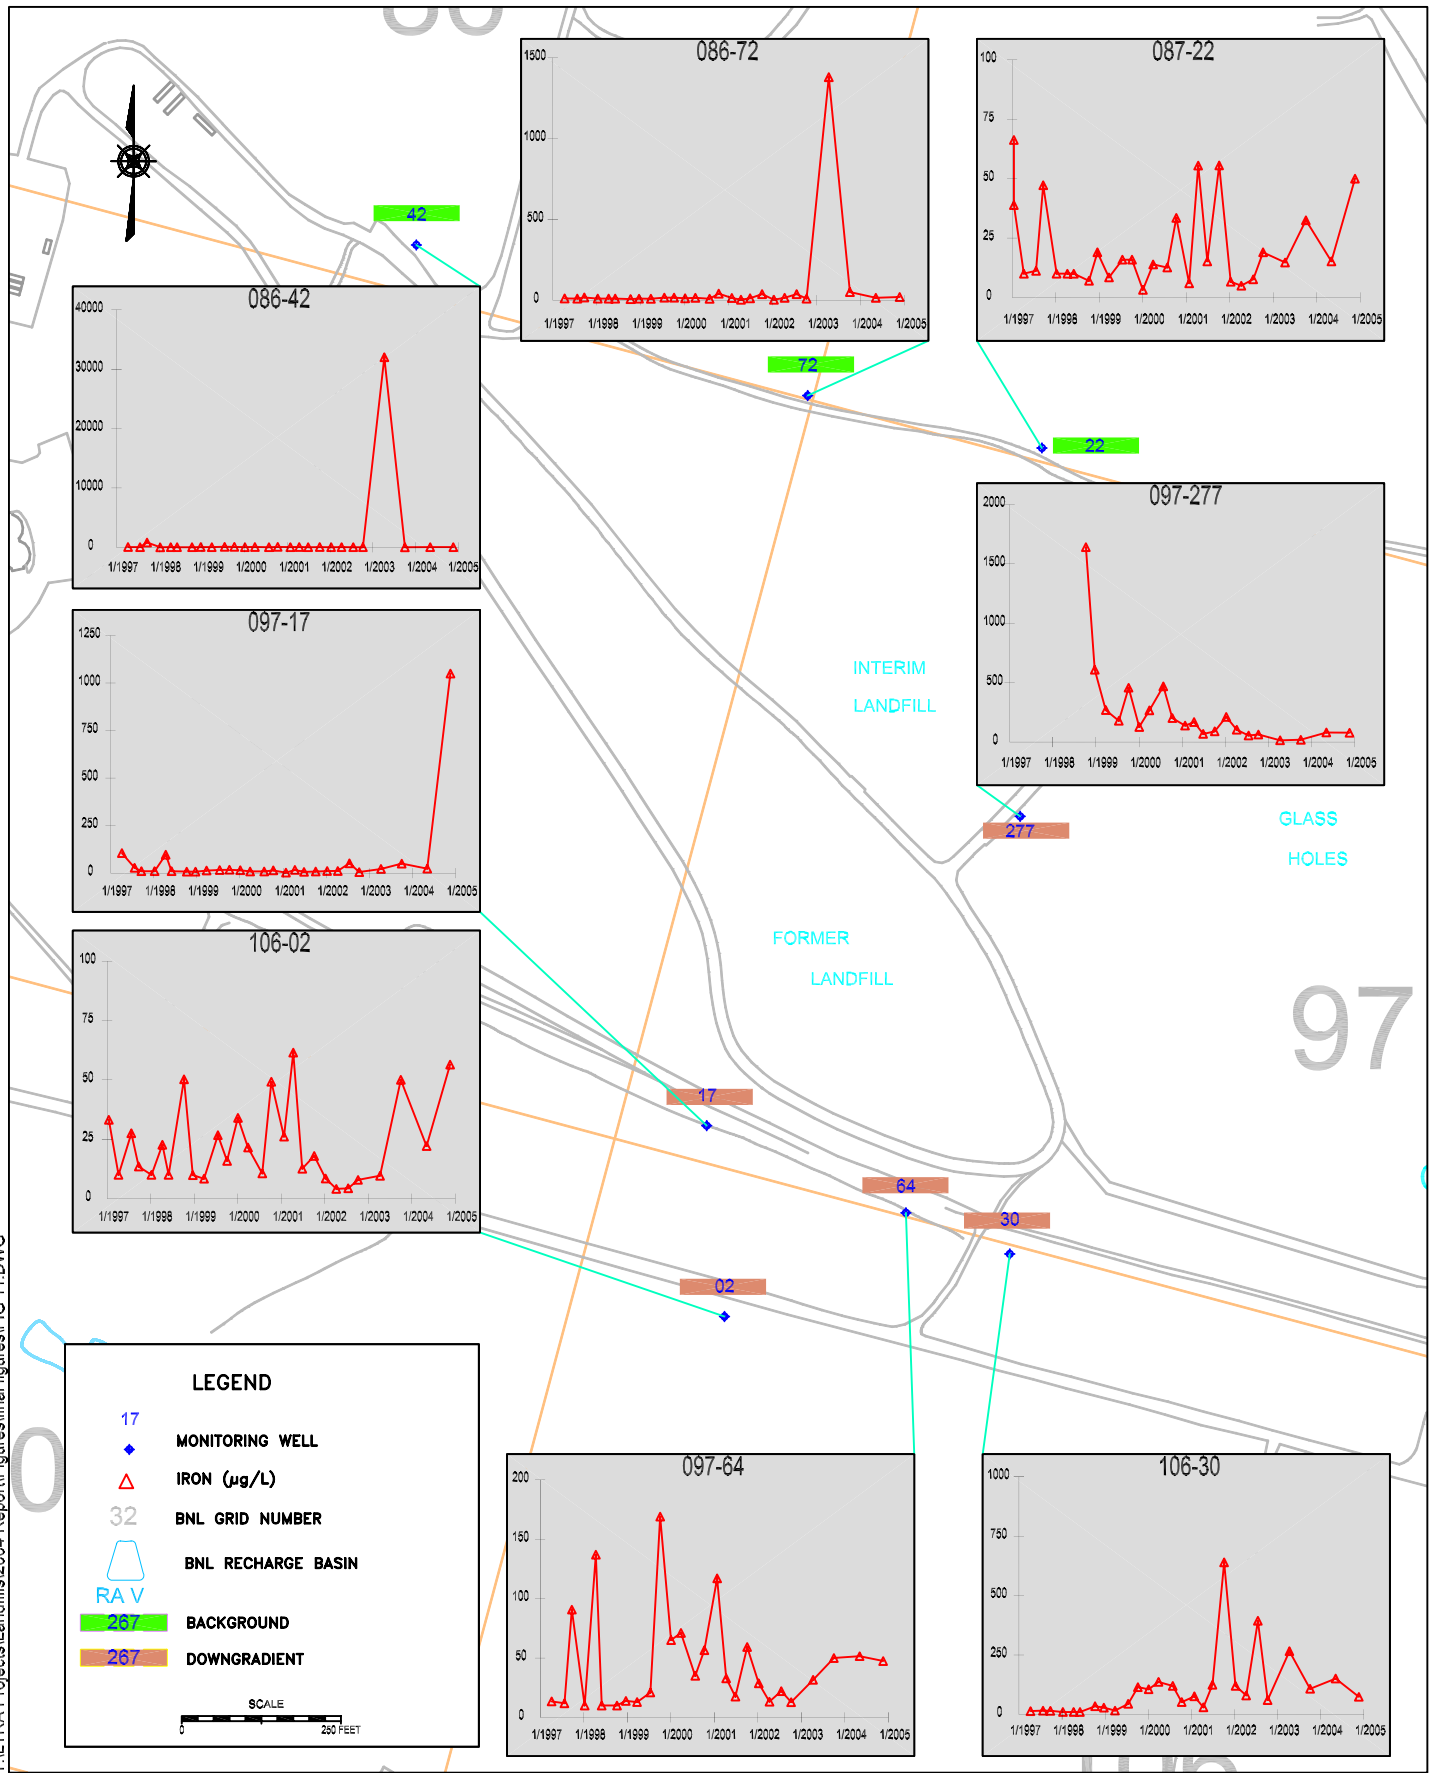 086-72
1500
1000
500
0
1/1997 1/1998 1/1999 1/2000 1/2001 1/2002 1/2003 1/2004 1/2005
087-22
100
75
50
25
0
1/1997 1/1998 1/1999 1/2000 1/2001 1/2002 1/2003 1/2004 1/2005
42
086-42
40000
30000
20000
10000
0
1/1997 1/1998 1/1999 1/2000 1/2001 1/2002 1/2003 1/2004 1/2005
72
22
097-277
2000
1500
1000
500
0
1/1997 1/1998 1/1999 1/2000 1/2001 1/2002 1/2003 1/2004 1/2005
097-17
1250
1000
750
500
250
0
1/1997 1/1998 1/1999 1/2000 1/2001 1/2002 1/2003 1/2004 1/2005
INTERIM
LANDFILL
277
GLASS
HOLES
FORMER
LANDFILL
97
106-02
100
75
50
25
0
1/1997 1/1998 1/1999 1/2000 1/2001 1/2002 1/2003 1/2004 1/2005
17
64
30
02
LEGEND
17
MONITORING WELL
IRON (µg/L)
32 BNL GRID NUMBER
BNL RECHARGE BASIN
RA V
267 BACKGROUND
267 DOWNGRADIENT
SCALE
0 250 FEET
097-64
200
150
100
50
0
1/1997 1/1998 1/1999 1/2000 1/2001 1/2002 1/2003 1/2004 1/2005
106-30
1000
750
500
250
0
1/1997 1/1998 1/1999 1/2000 1/2001 1/2002 1/2003 1/2004 1/2005